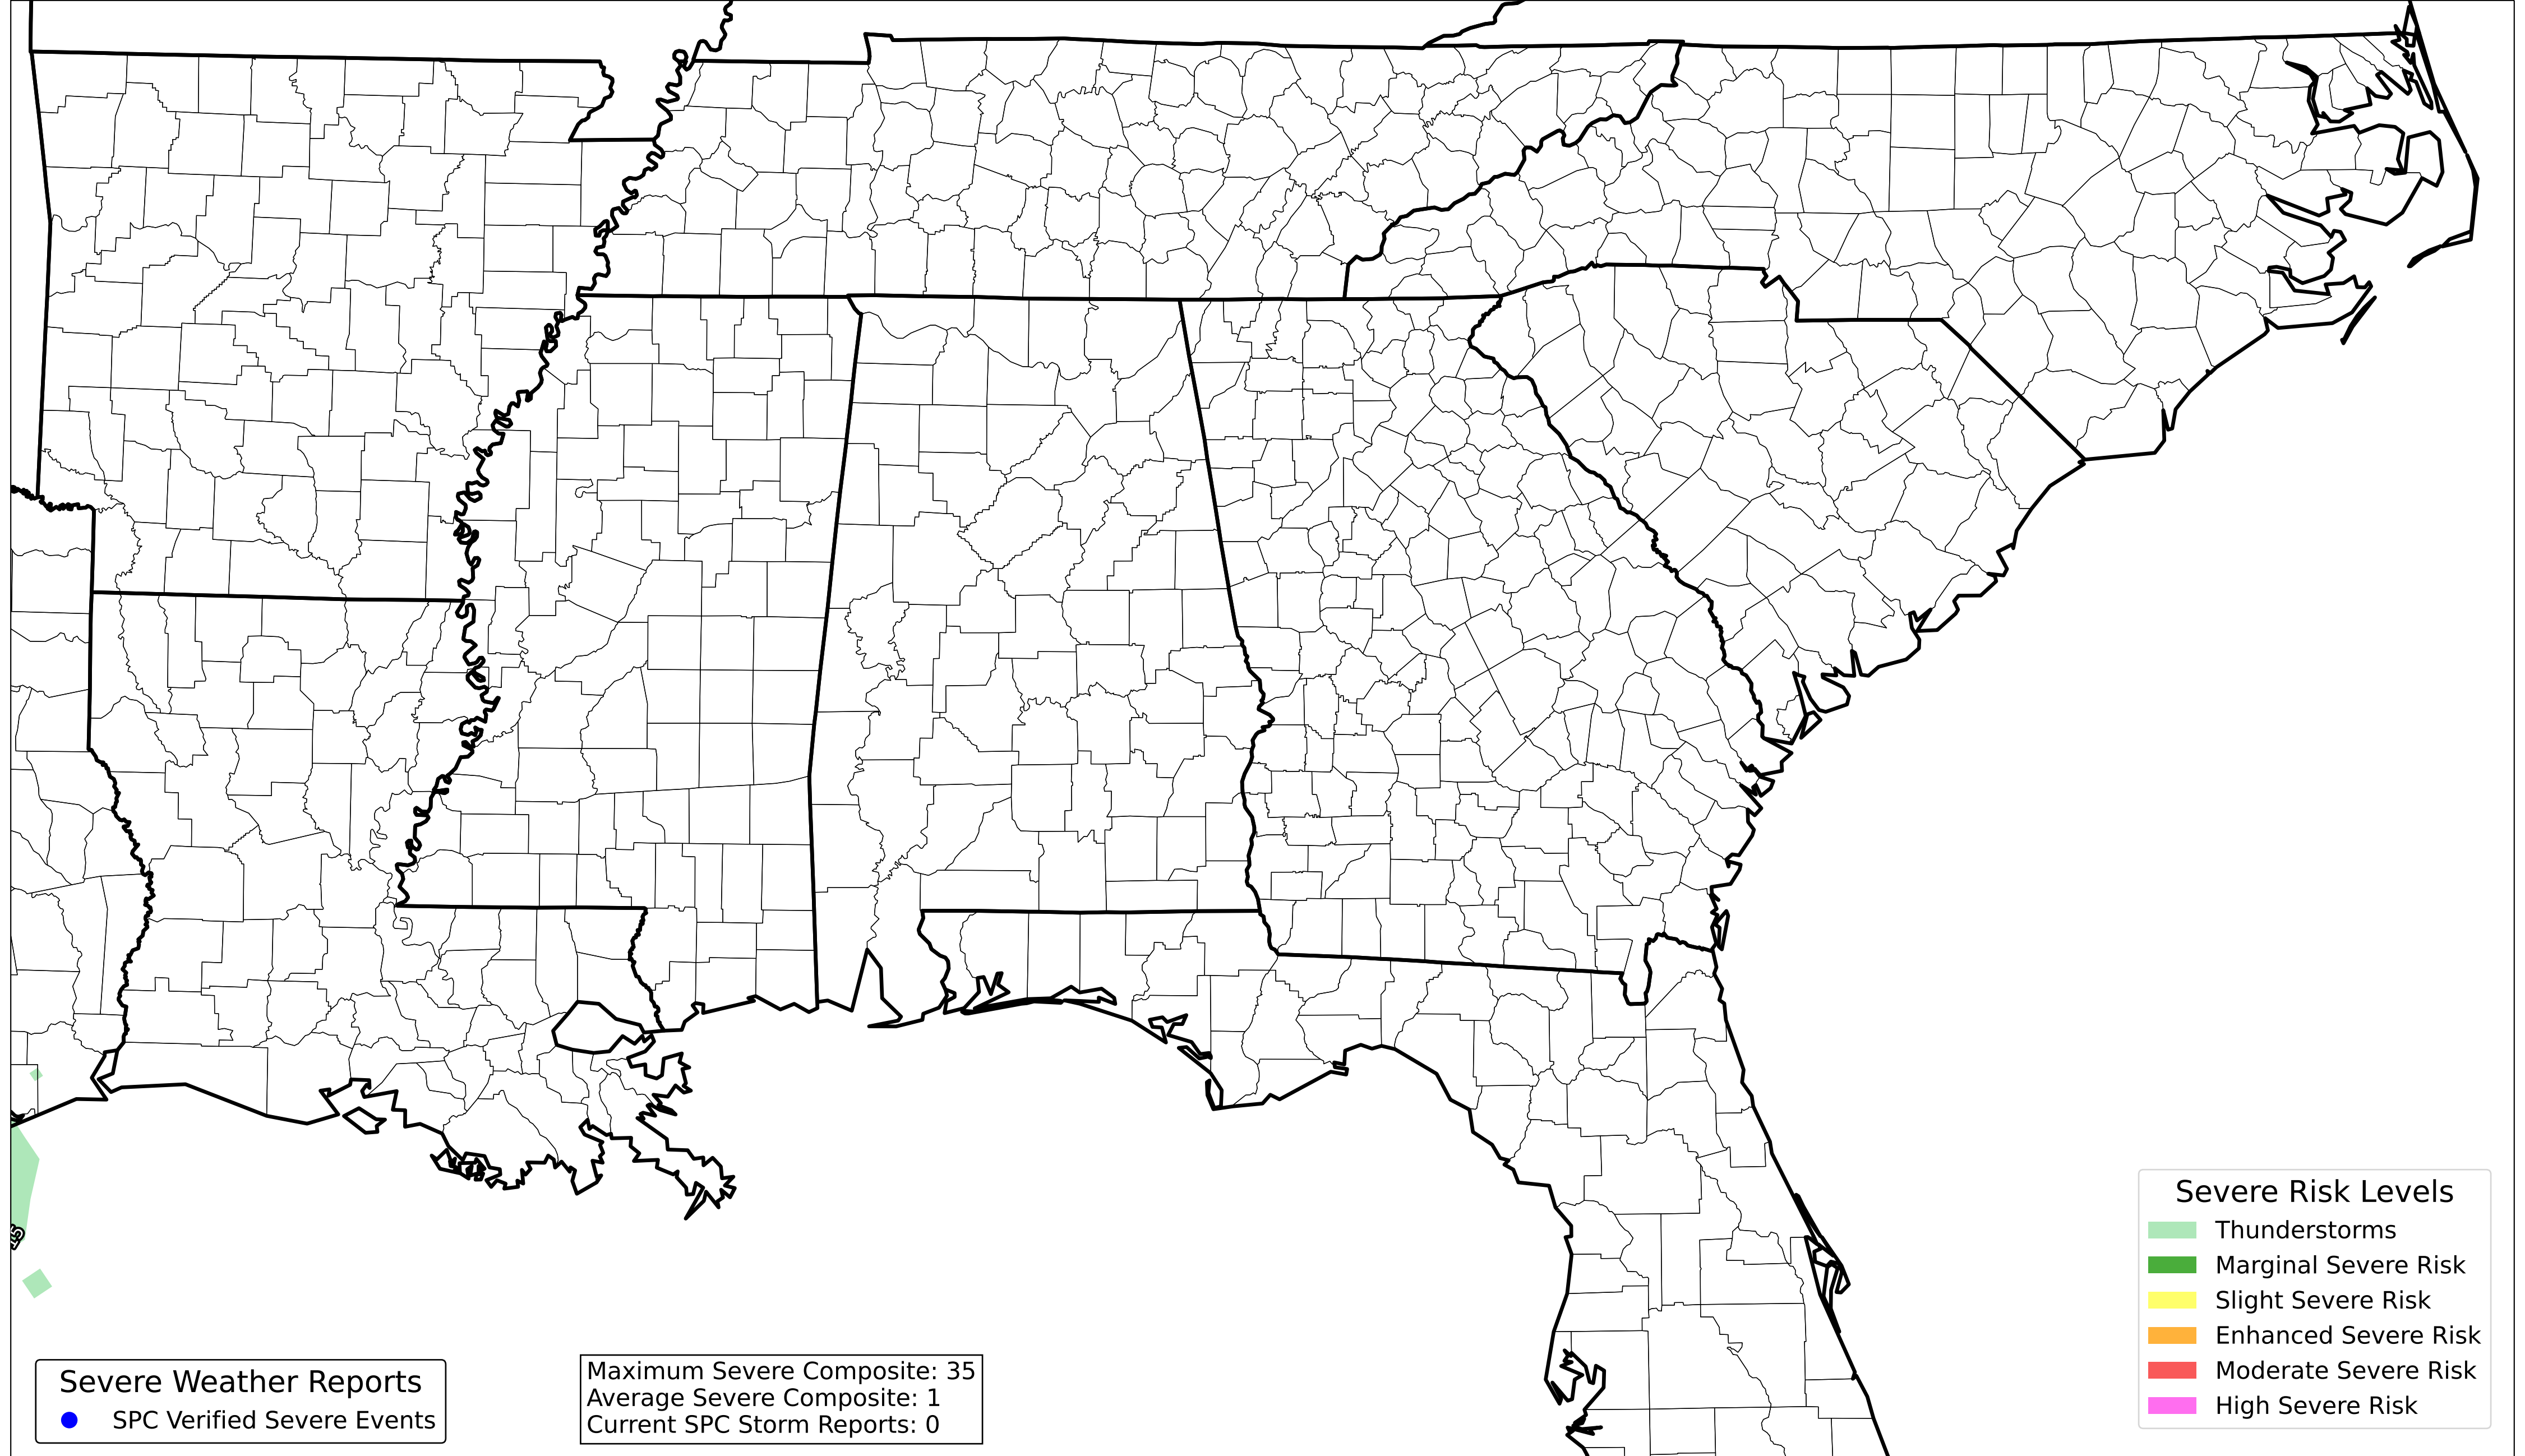 Severe Weather Reports
SPC Verified Severe Events
Maximum Severe Composite: 35
Average Severe Composite: 1
Current SPC Storm Reports: 0
Severe Risk Levels
Thunderstorms
Marginal Severe Risk
Slight Severe Risk
Enhanced Severe Risk
Moderate Severe Risk
High Severe Risk